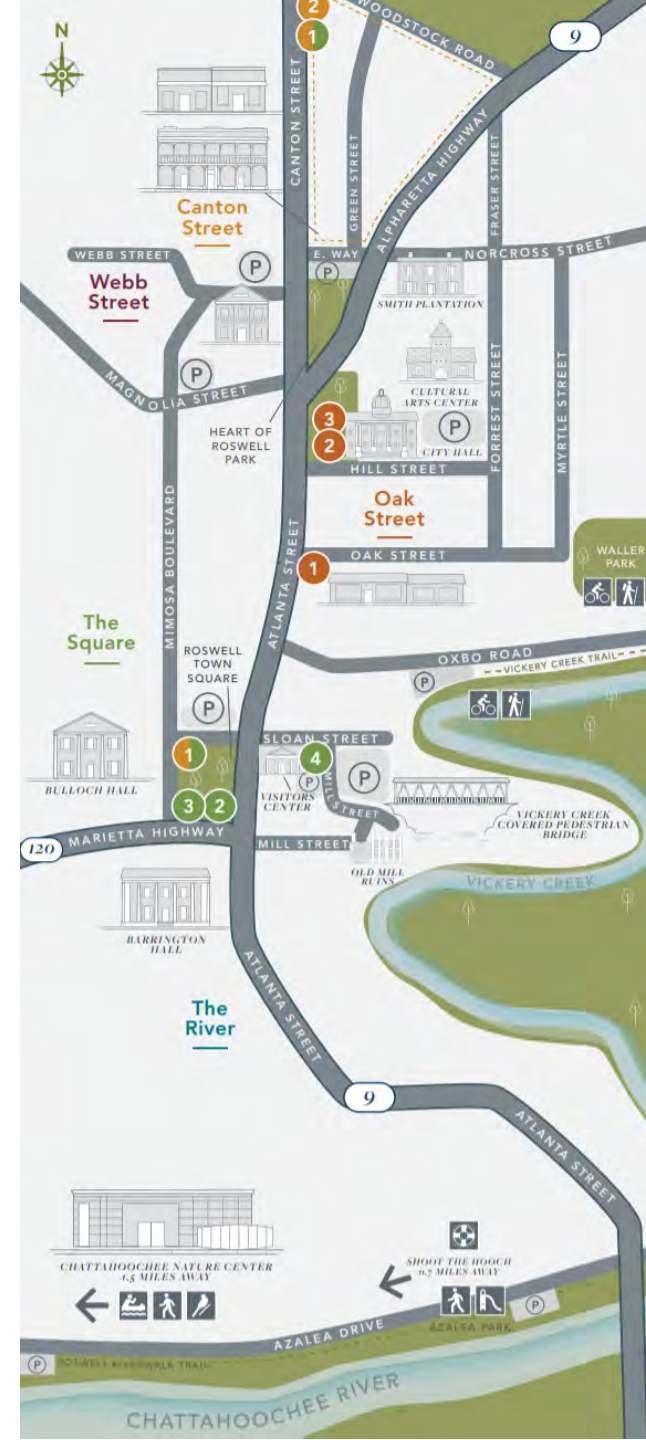 N
2
1
WOODSTOCK ROAD
9
CANTON STREET
GREEN STREET
ALPHARETTA HIGHWAY
FRASER STREET
Canton
Street
WEBB STREET
P
E. WAY
P
NORCROSS STREET
Webb
Street
SMITH PLANTATION
MAGNOLIA STREET
P
CULTURAL
ARTS CENTER
HEART OF
ROSWELL
PARK
3
2
P
CITY HALL
FORREST STREET
MYRTLE STREET
HILL STREET
Oak
Street
MIMOSA BOULEVARD
ATLANTA STREET
1
OAK STREET
WALLER
PARK
The
Square
ROSWELL
TOWN
SQUARE
OXBO ROAD
VICKERY CREEK TRAIL
P
P
SLOAN STREET
1
4
BULLOCH HALL
3
2
VISITORS
CENTER
P
P
MILL STREET
VICKERY CREEK
COVERED PEDESTRIAN
BRIDGE
120
MARIETTA HIGHWAY
MILL STREET
OLD MILL
RUINS
VICKERY CREEK
BARRINGTON
HALL
ATLANTA STREET
The
River
9
ATLANTA STREET
CHATTAHOOCHEE NATURE CENTER
1.5 MILES AWAY
SHOOT THE HOOCH
0.7 MILES AWAY
P
AZALEA PARK
AZALEA DRIVE
P
ROSWELL RIVERWALK TRAIL
CHATTAHOOCHEE RIVER